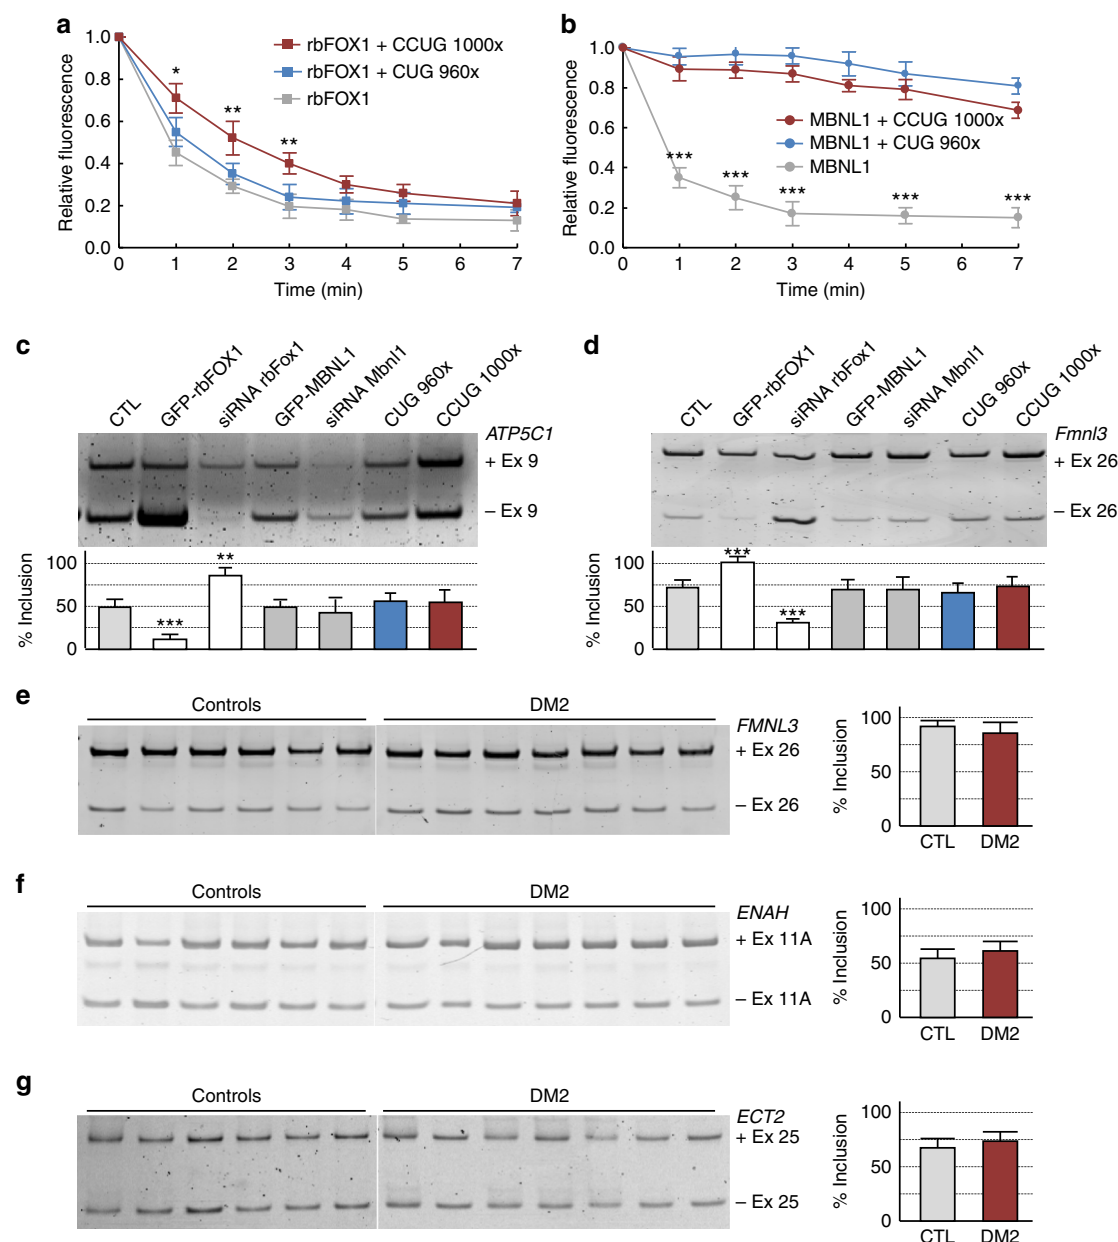 a
1.0
0.8
0.6
0.4
0.2
0.0
Relative fluorescence
rbFOX1 + CCUG 1000x
rbFOX1 + CUG 960x
rbFOX1
*
**
**
0 1 2 3 4 5 7
Time (min)
b
1.0
0.8
0.6
0.4
0.2
0.0
Relative fluorescence
MBNL1 + CCUG 1000x
MBNL1 + CUG 960x
MBNL1
***
***
***
***
***
0 1 2 3 4 5 6 7
Time (min)
c
CTL
GFP-rbFOX1
siRNA rbFox1
GFP-MBNL1
siRNA Mbnl1
CUG 960x
CCUG 1000x
ATP5C1
+ Ex 9
– Ex 9
% Inclusion
100
50
0
***
**
d
CTL
GFP-rbFOX1
siRNA rbFox1
GFP-MBNL1
siRNA Mbnl1
CUG 960x
CCUG 1000x
Fmnl3
+ Ex 26
– Ex 26
% Inclusion
100
50
0
***
***
e
Controls
DM2
FMNL3
+ Ex 26
– Ex 26
% Inclusion
100
50
0
CTL DM2
f
Controls
DM2
ENAH
+ Ex 11A
– Ex 11A
% Inclusion
100
50
0
CTL DM2
g
Controls
DM2
ECT2
+ Ex 25
– Ex 25
% Inclusion
100
50
0
CTL DM2